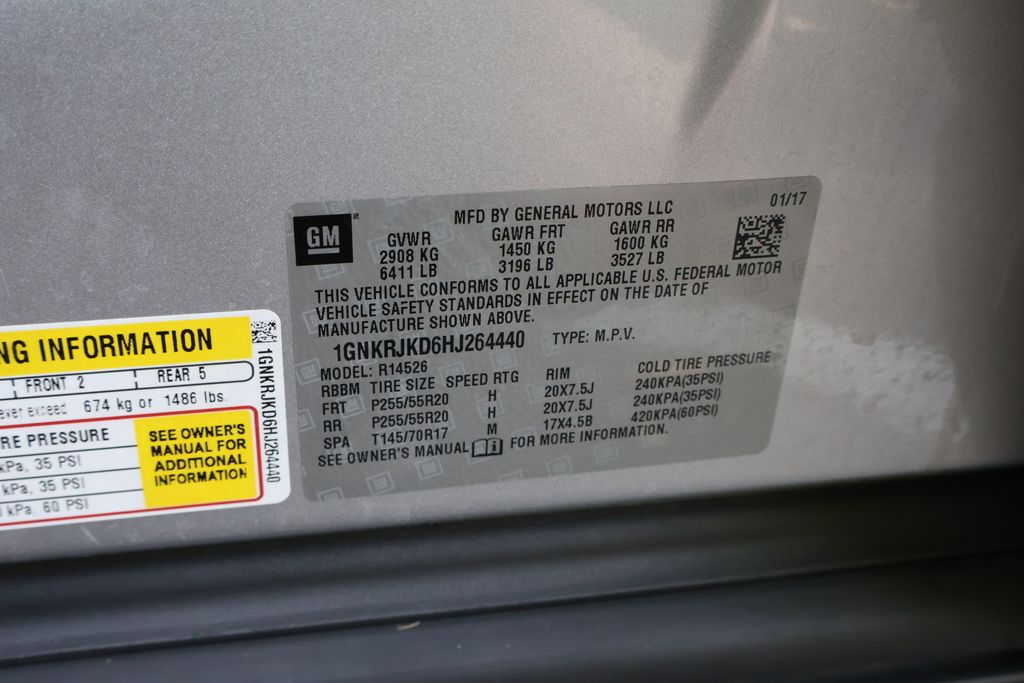 GM ®
MFD BY GENERAL MOTORS LLC 01/17
GVWR GAWR FRT GAWR RR
2908 KG 1450 KG 1600 KG
6411 LB 3196 LB 3527 LB
THIS VEHICLE CONFORMS TO ALL APPLICABLE U.S. FEDERAL MOTOR
VEHICLE SAFETY STANDARDS IN EFFECT ON THE DATE OF
MANUFACTURE SHOWN ABOVE.
1GNKRJKD6HJ264440 TYPE: M.P.V.
MODEL: R14526
RBBM TIRE SIZE SPEED RTG RIM COLD TIRE PRESSURE
FRT P255/55R20 H 20X7.5J 240KPA(35PSI)
RR P255/55R20 H 20X7.5J 240KPA(35PSI)
SPA T145/70R17 M 17X4.5B 420KPA(60PSI)
SEE OWNER'S MANUAL FOR MORE INFORMATION.
NG INFORMATION
FRONT 2 REAR 5
ever exceed 674 kg or 1486 lbs.
RE PRESSURE
kPa, 35 PSI
kPa, 35 PSI
kPa, 60 PSI
SEE OWNER'S
MANUAL FOR
ADDITIONAL
INFORMATION
1GNKRJKD6HJ264440